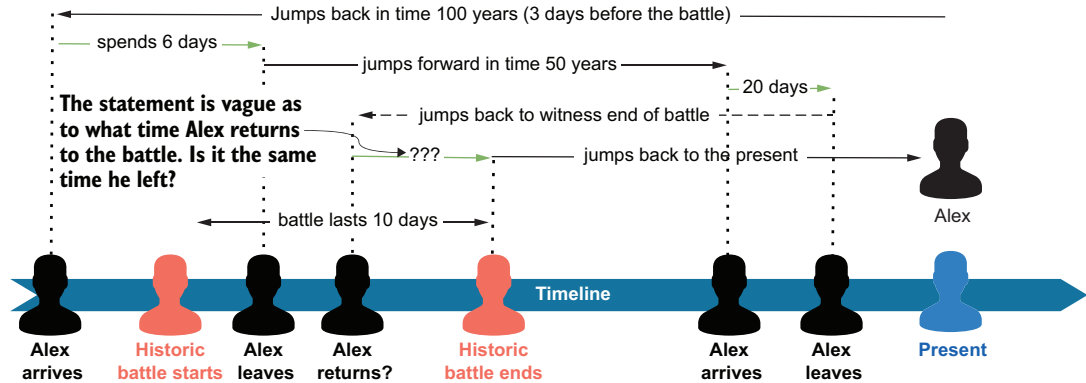 Jumps back in time 100 years (3 days before the battle)
spends 6 days
jumps forward in time 50 years
20 days
The statement is vague as
to what time Alex returns
to the battle. Is it the same
time he left?
jumps back to witness end of battle
???
jumps back to the present
Alex
battle lasts 10 days
Timeline
Alex
arrives
Historic
battle starts
Alex
leaves
Alex
returns?
Historic
battle ends
Alex
arrives
Alex
leaves
Present